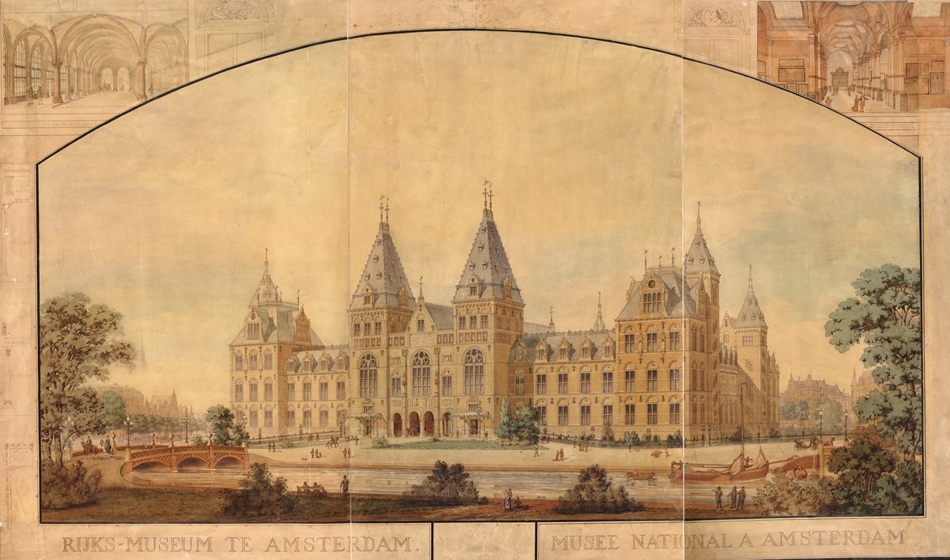 RIJKS-MUSEUM TE AMSTERDAM.
MUSEE NATIONAL A AMSTERDAM